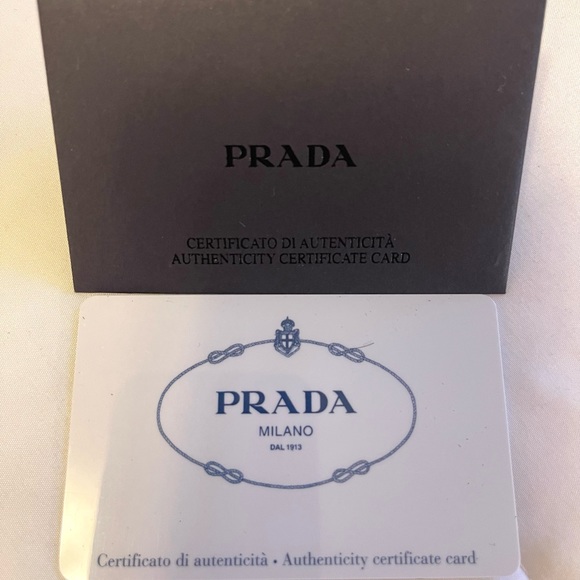 PRADA
CERTIFICATO DI AUTENTICITÀ
AUTHENTICITY CERTIFICATE CARD
PRADA
MILANO
DAL 1913
Certificato di autenticità • Authenticity certificate card